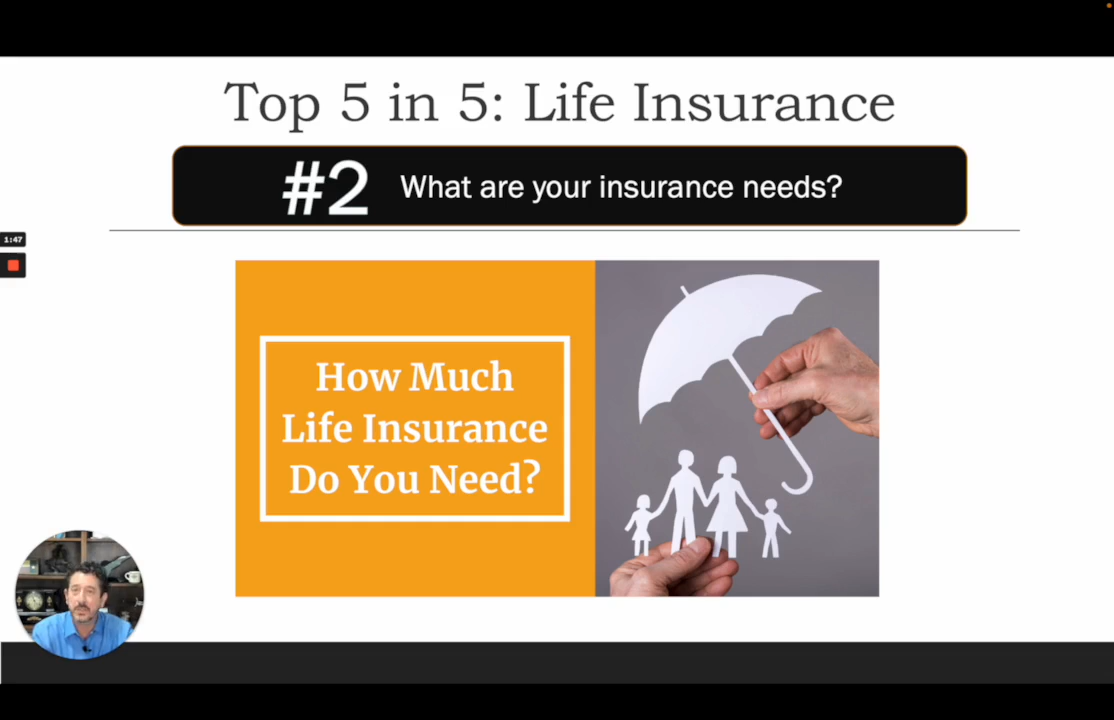 Top 5 in 5: Life Insurance
#2 What are your insurance needs?
1:47
How Much
Life Insurance
Do You Need?